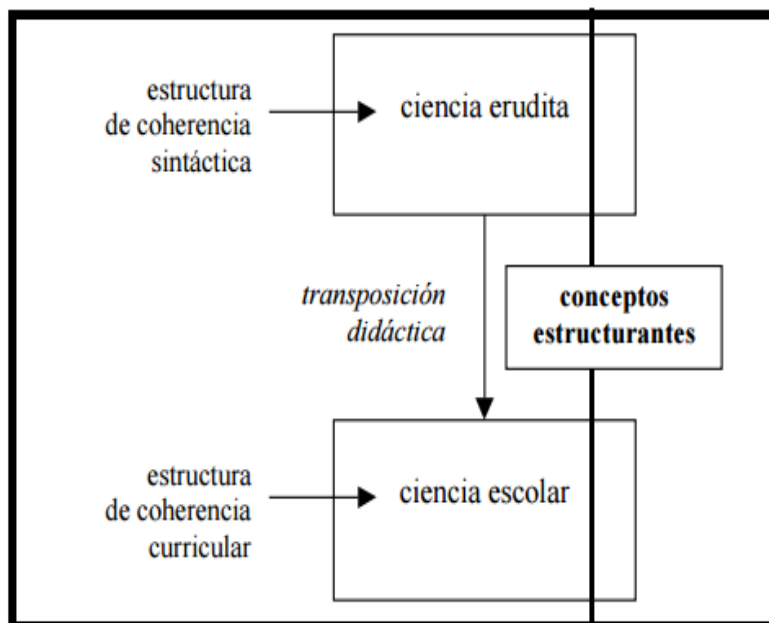 estructura
de coherencia
sintáctica
ciencia erudita
transposición
didáctica
conceptos
estructurantes
estructura
de coherencia
curricular
ciencia escolar